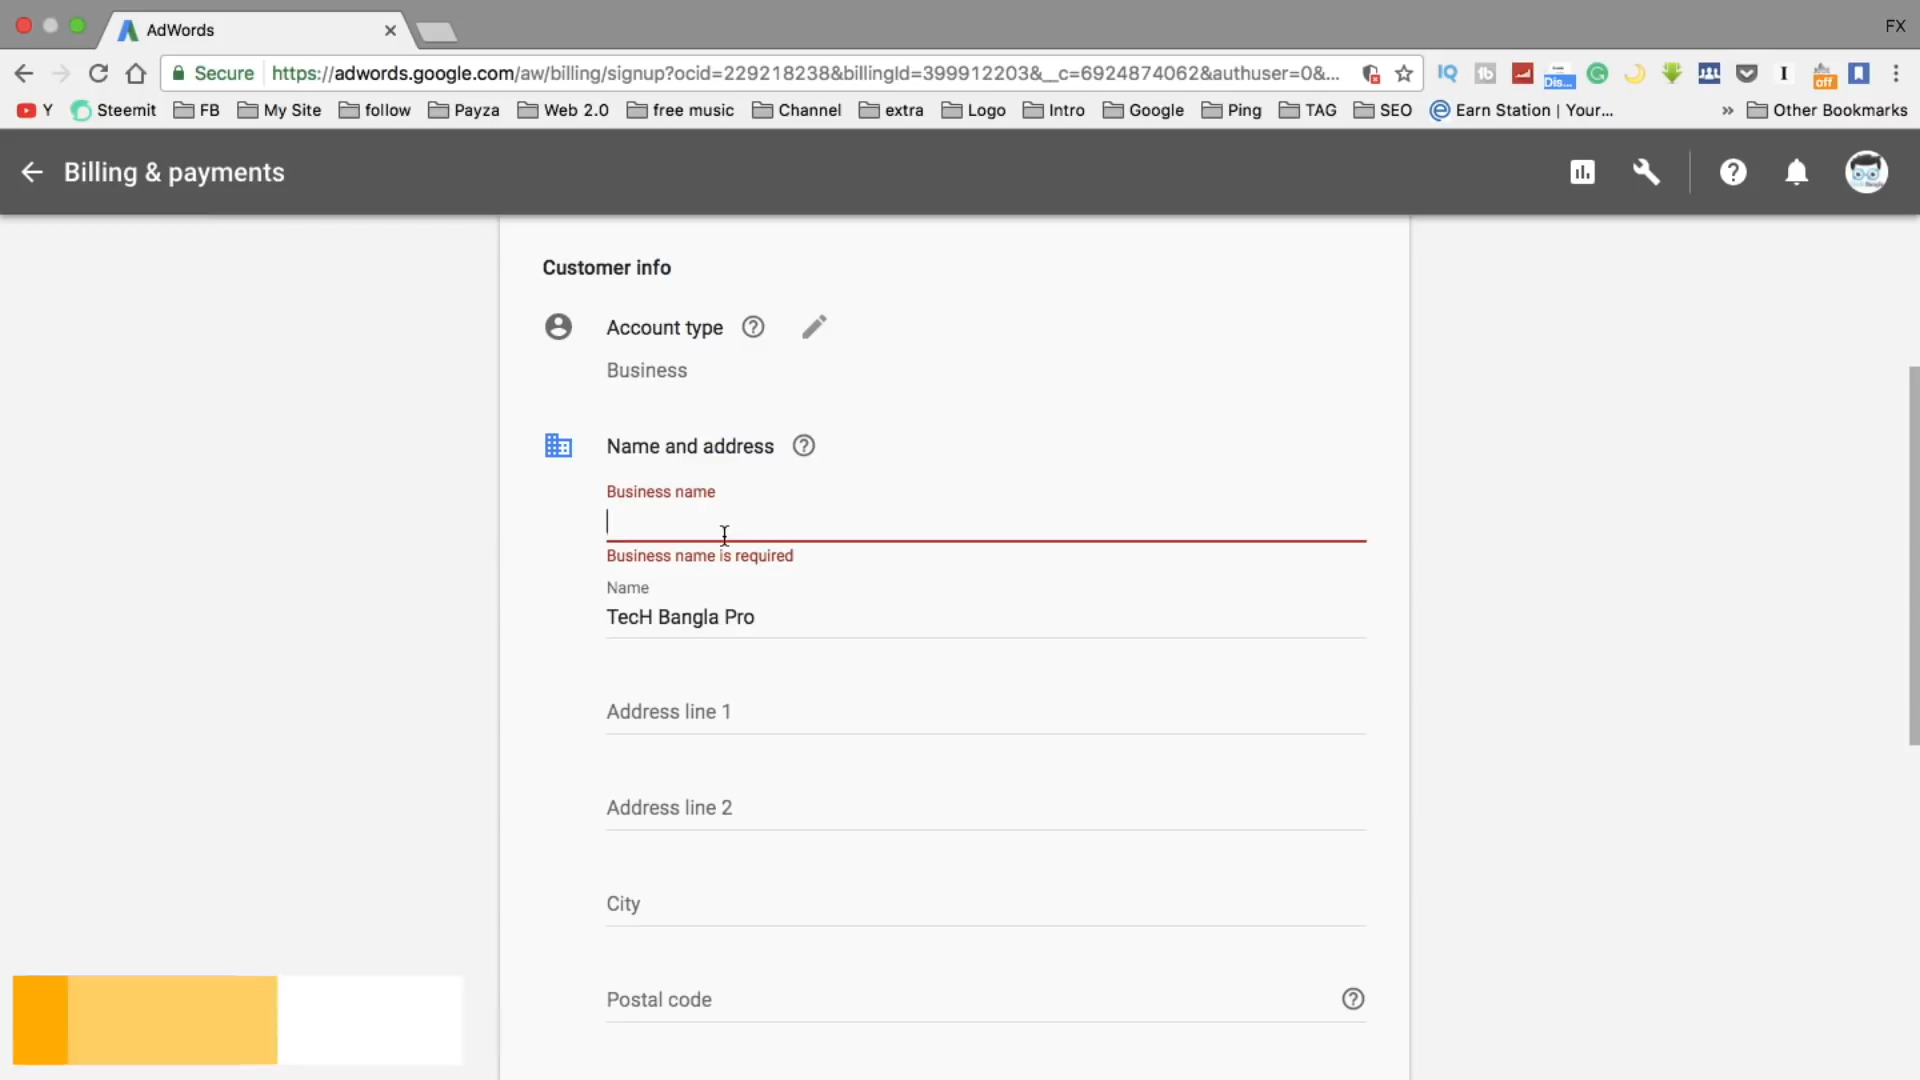 AdWords
FX
Secure https://adwords.google.com/aw/billing/signup?ocid=229218238&billingId=399912203&__c=6924874062&authuser=0&...
IQ
Dis...
off
Y Steemit FB My Site follow Payza Web 2.0 free music Channel extra Logo Intro Google Ping TAG SEO Earn Station | Your... » Other Bookmarks
Billing & payments
Customer info
Account type
Business
Name and address
Business name
Business name is required
Name
TecH Bangla Pro
Address line 1
Address line 2
City
Postal code